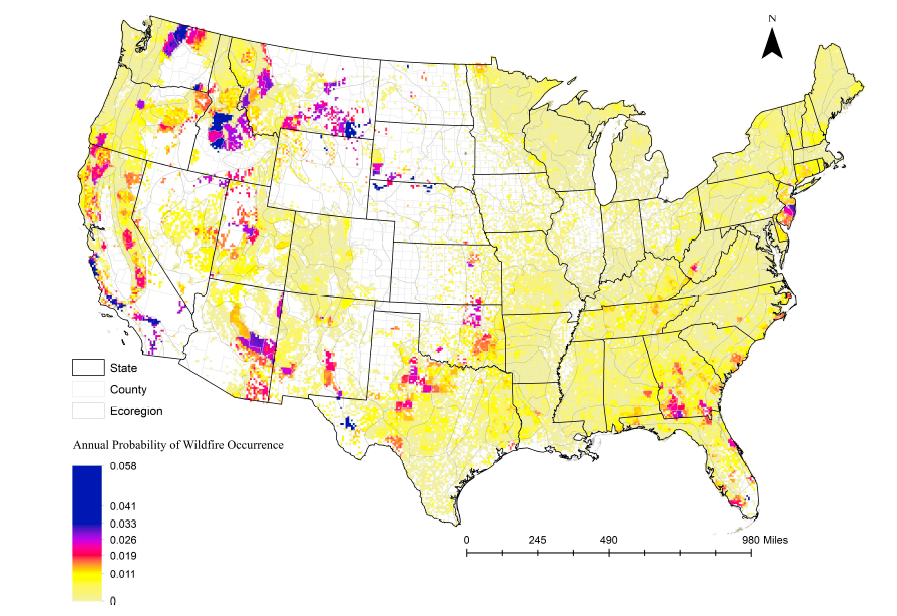 N
State
County
Ecoregion
Annual Probability of Wildfire Occurrence
0.058
0.041
0.033
0.026
0.019
0.011
0
0 245 490 980 Miles